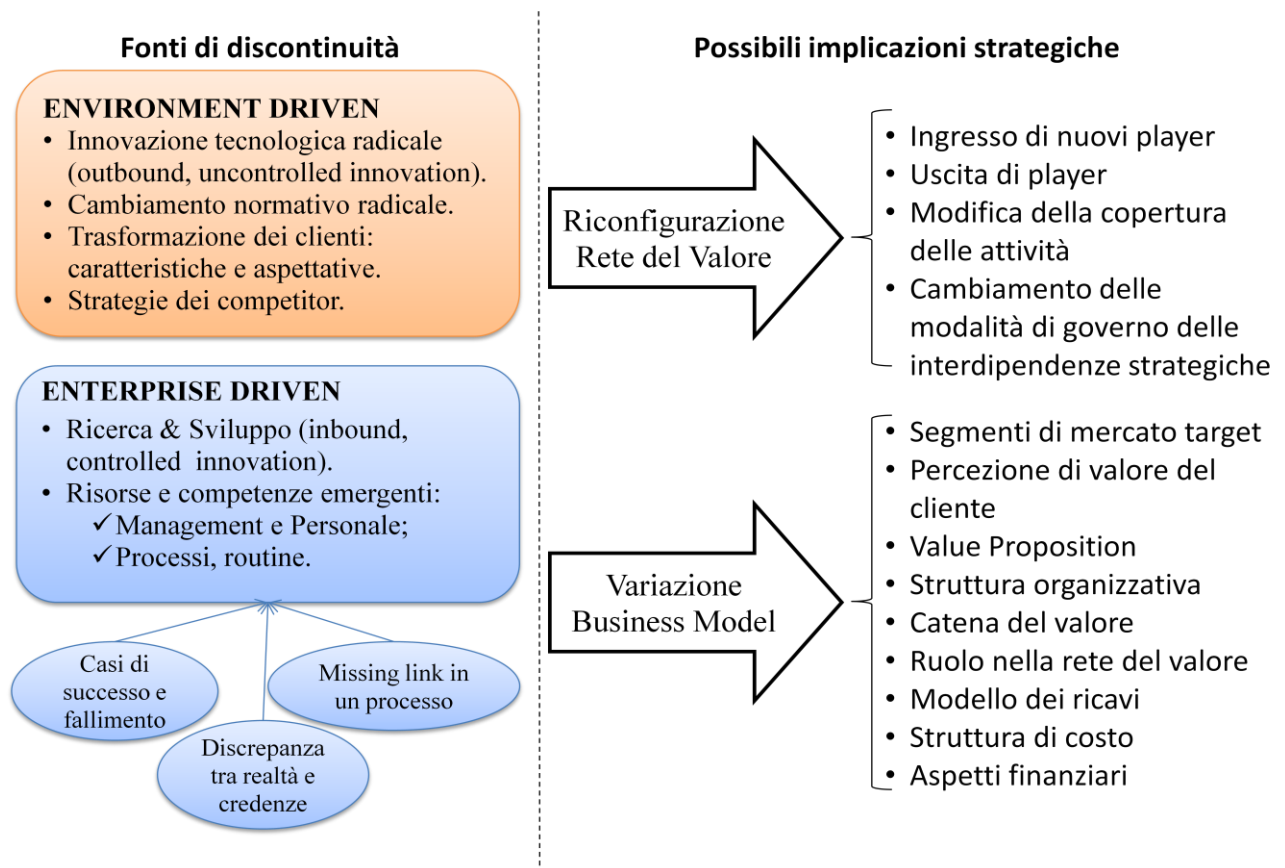 Fonti di discontinuità
ENVIRONMENT DRIVEN
• Innovazione tecnologica radicale
(outbound, uncontrolled innovation).
• Cambiamento normativo radicale.
• Trasformazione dei clienti:
caratteristiche e aspettative.
• Strategie dei competitor.
ENTERPRISE DRIVEN
• Ricerca & Sviluppo (inbound,
controlled innovation).
• Risorse e competenze emergenti:
✓Management e Personale;
✓Processi, routine.
Casi di
successo e
fallimento
Discrepanza
tra realtà e
credenze
Missing link in
un processo
Possibili implicazioni strategiche
Riconfigurazione
Rete del Valore
• Ingresso di nuovi player
• Uscita di player
• Modifica della copertura
delle attività
• Cambiamento delle
modalità di governo delle
interdipendenze strategiche
Variazione
Business Model
• Segmenti di mercato target
• Percezione di valore del
cliente
• Value Proposition
• Struttura organizzativa
• Catena del valore
• Ruolo nella rete del valore
• Modello dei ricavi
• Struttura di costo
• Aspetti finanziari